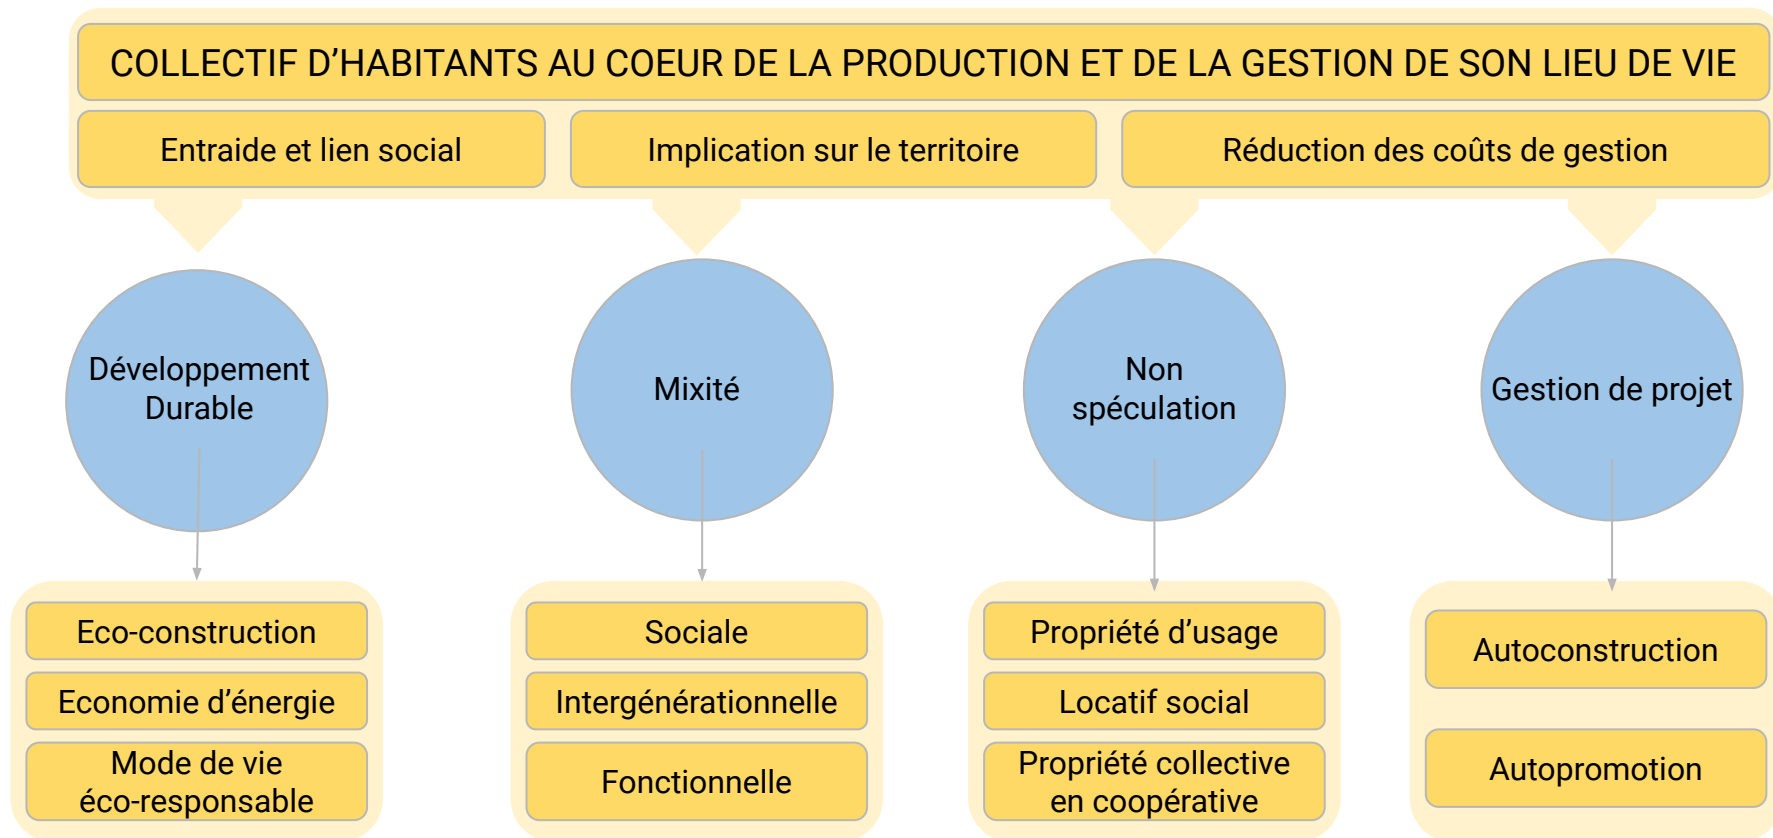 COLLECTIF D’HABITANTS AU COEUR DE LA PRODUCTION ET DE LA GESTION DE SON LIEU DE VIE
Entraide et lien social
Implication sur le territoire
Réduction des coûts de gestion
Développement
Durable
Mixité
Non
spéculation
Gestion de projet
Eco-construction
Economie d’énergie
Mode de vie
éco-responsable
Sociale
Intergénérationnelle
Fonctionnelle
Propriété d’usage
Locatif social
Propriété collective
en coopérative
Autoconstruction
Autopromotion